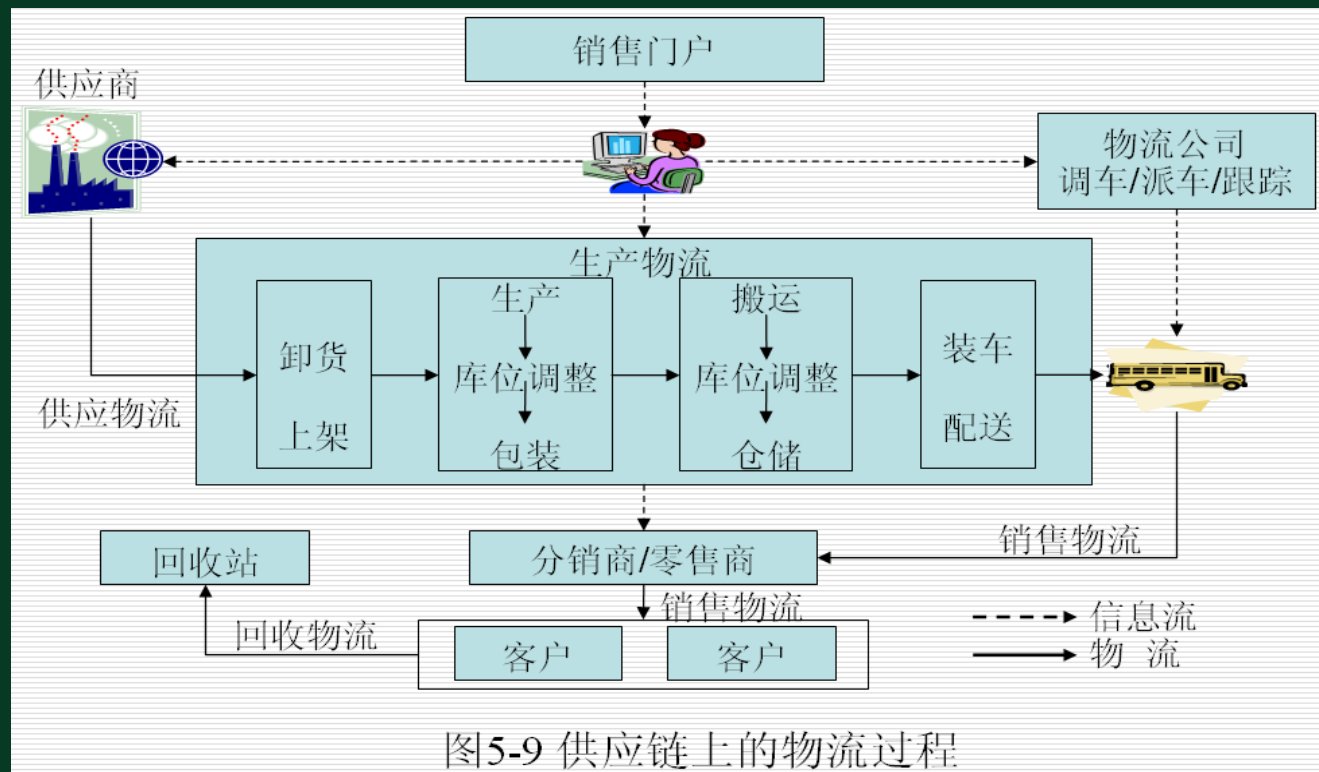 销售门户
供应商
物流公司
调车/派车/跟踪
生产物流
卸货
上架
生产
库位调整
包装
搬运
库位调整
仓储
装车
配送
供应物流
回收站
分销商/零售商
销售物流
销售物流
回收物流
客户
客户
信息流
物 流
图5-9 供应链上的物流过程